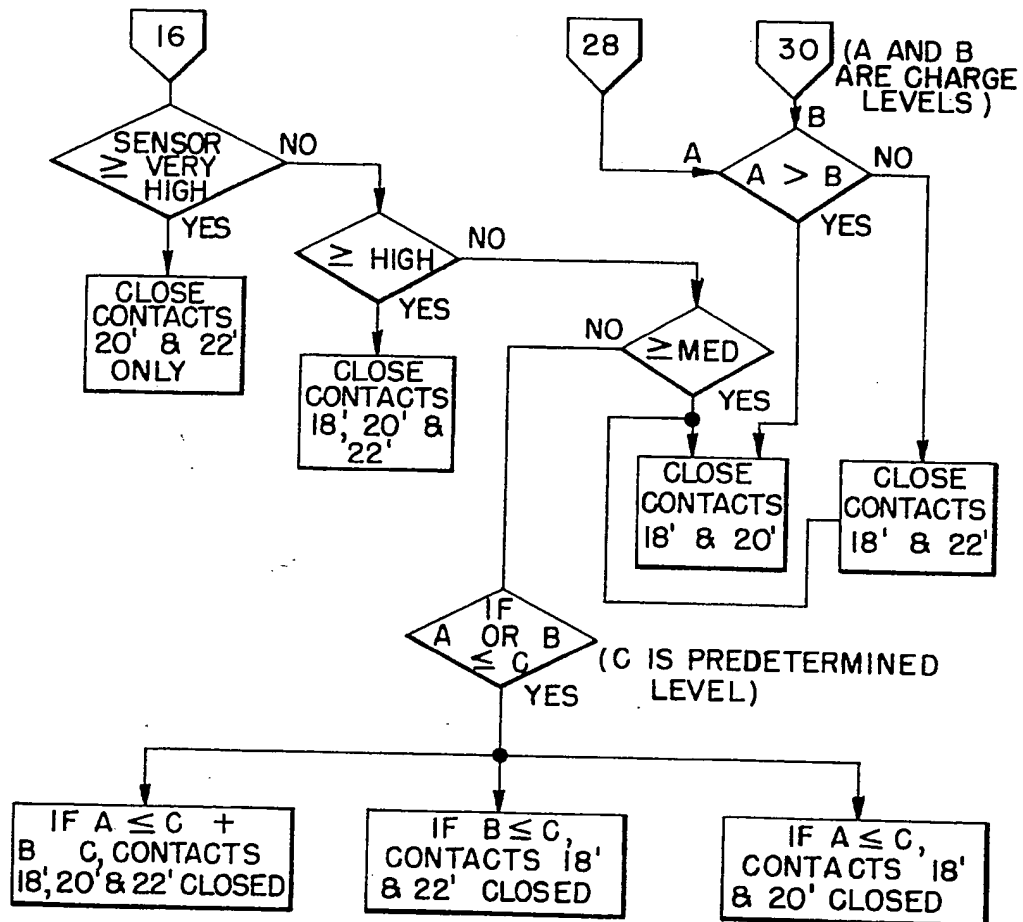 16
28
30
(A AND B
ARE CHARGE
LEVELS)
SENSOR
≥ VERY
HIGH
NO
YES
B
A
A > B
NO
YES
≥ HIGH
NO
YES
CLOSE
CONTACTS
20' & 22'
ONLY
CLOSE
CONTACTS
18', 20' &
22'
≥MED
NO
YES
CLOSE
CONTACTS
18' & 20'
CLOSE
CONTACTS
18' & 22'
IF
A OR B
≤ C
(C IS PREDETERMINED
LEVEL)
YES
IF A ≤ C +
B C, CONTACTS
18', 20' & 22' CLOSED
IF B ≤ C,
CONTACTS 18'
& 22' CLOSED
IF A ≤ C,
CONTACTS 18'
& 20' CLOSED